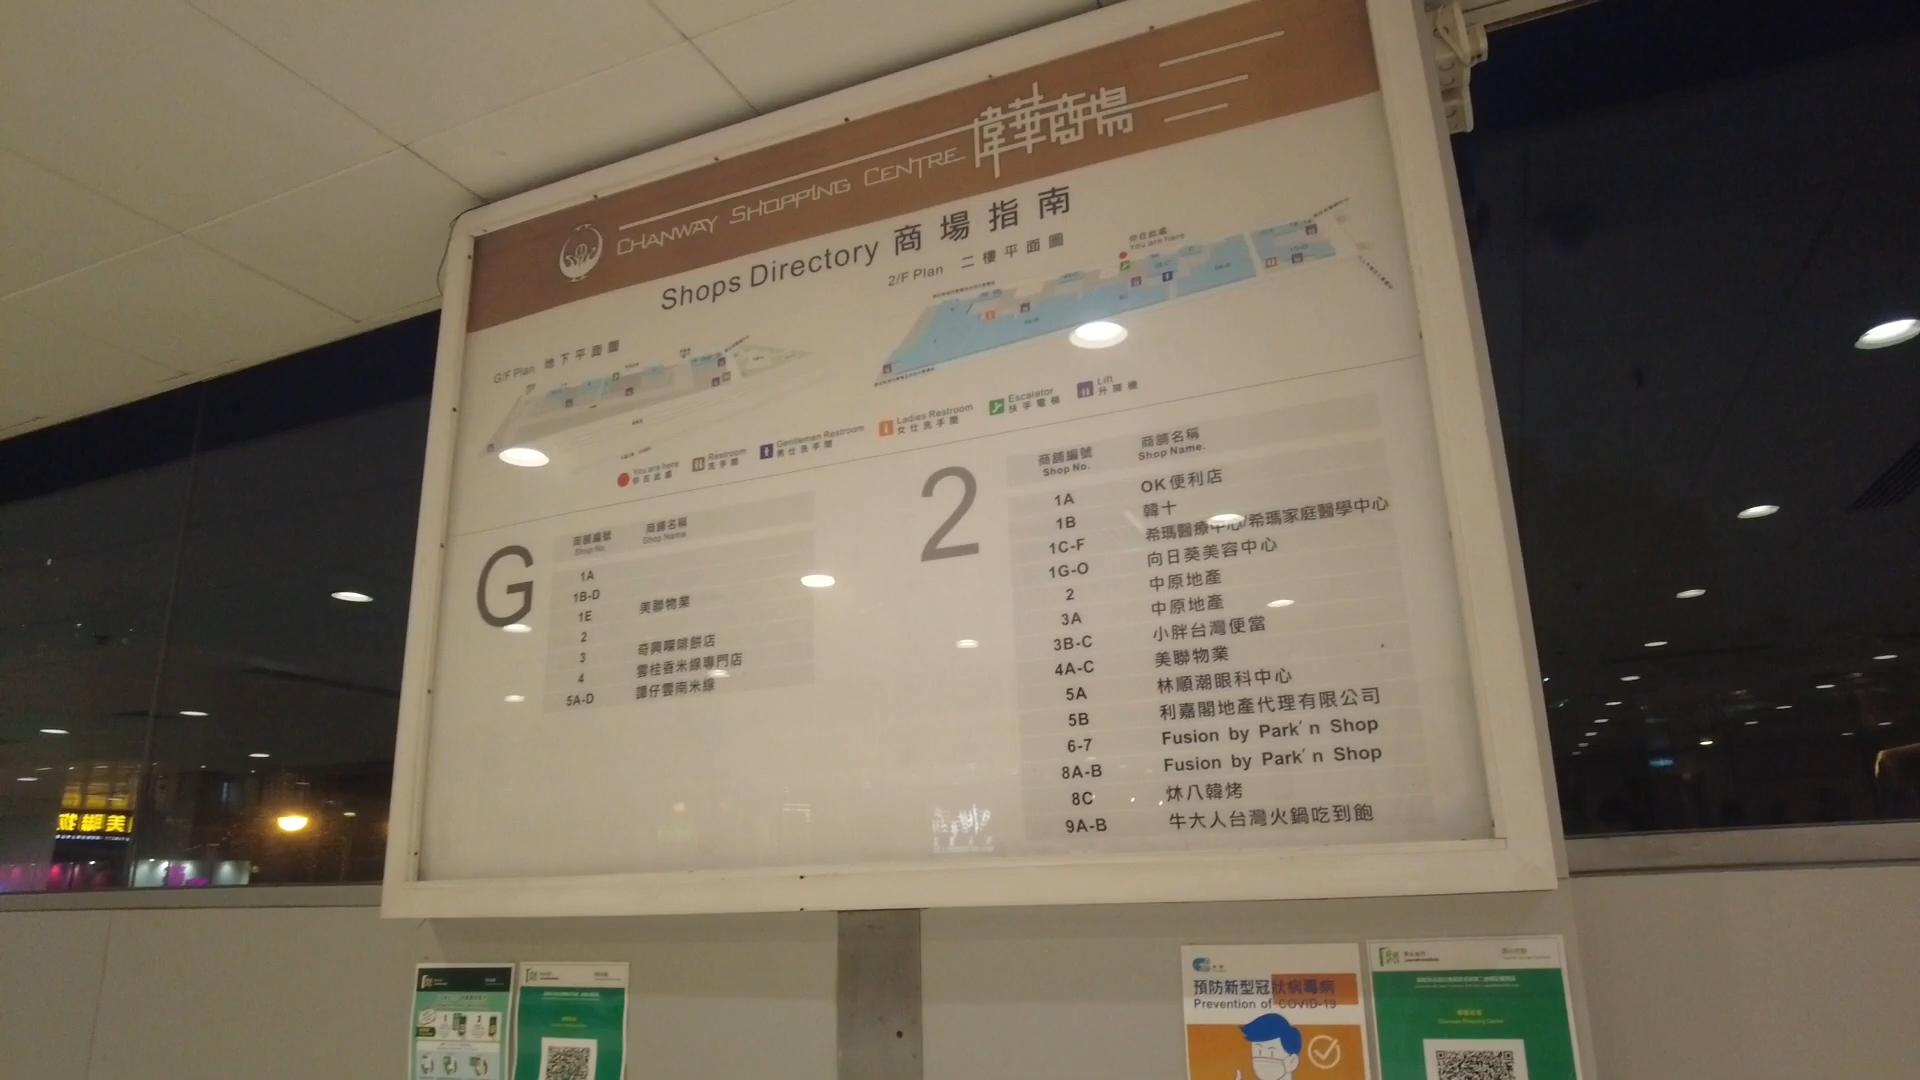 CHANWAY SHOPPING CENTRE 偉華商場
Shops Directory 商場指南
2/F Plan 二樓平面圖
你在此處
You are here
G/F Plan 地下平面圖
You are here
你在此處
Restroom
洗手間
Gentlemen Restroom
男仕洗手間
Ladies Restroom
女仕洗手間
Escalator
扶手電梯
Lift
升降機
G
商舖編號 商舖名稱
Shop No. Shop Name.
1A
1B-D
1E 美聯物業
2
3 奇興㗎啡餅店
4 雲桂香米線專門店
5A-D 譚仔雲南米線
2
商舖編號 商舖名稱
Shop No. Shop Name.
1A OK便利店
1B 韓十
1C-F 希瑪醫療中心/希瑪家庭醫學中心
1G-O 向日葵美容中心
2 中原地產
3A 中原地產
3B-C 小胖台灣便當
4A-C 美聯物業
5A 林順潮眼科中心
5B 利嘉閣地產代理有限公司
6-7 Fusion by Park'n Shop
8A-B Fusion by Park'n Shop
8C 炑八韓烤
9A-B 牛大人台灣火鍋吃到飽
預防新型冠狀病毒病
Prevention of COVID-19